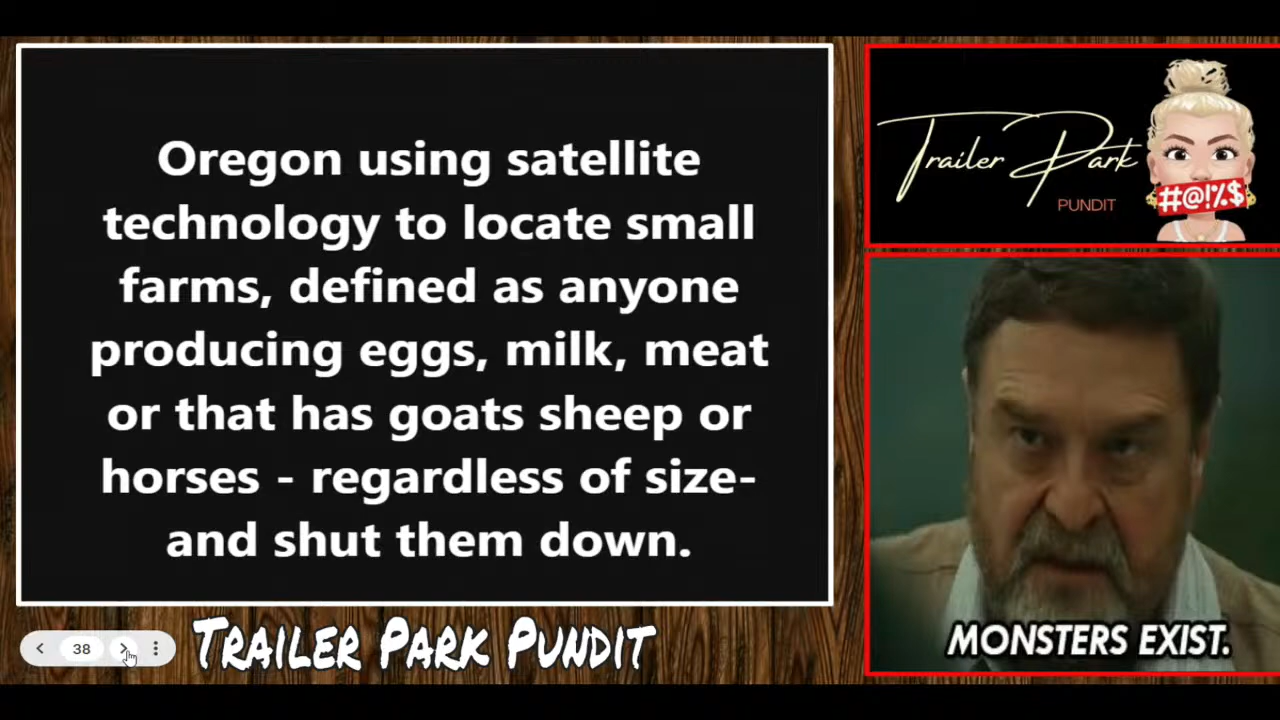 Oregon using satellite
technology to locate small
farms, defined as anyone
producing eggs, milk, meat
or that has goats sheep or
horses - regardless of size-
and shut them down.
Trailer Park
PUNDIT
#@!%$
MONSTERS EXIST.
38
TRAILER PARK PUNDIT